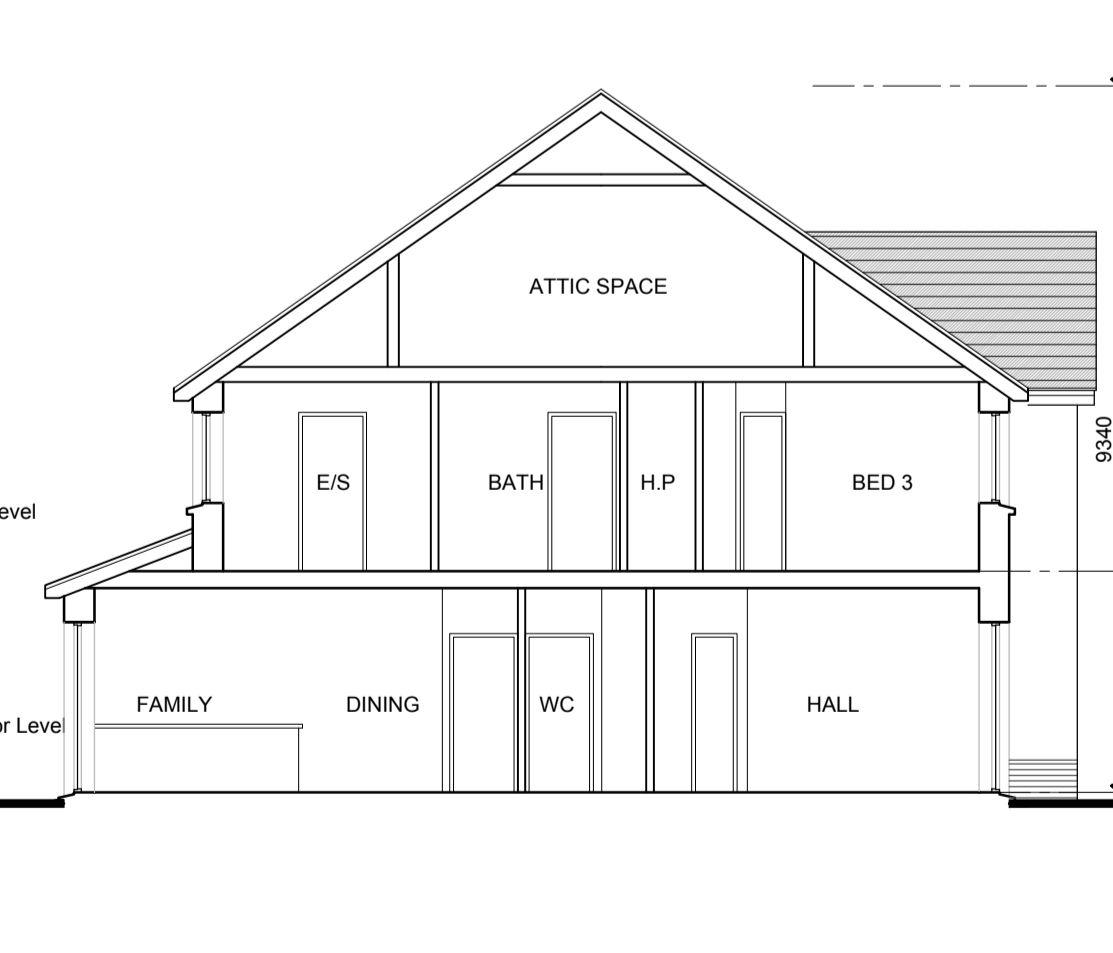 ATTIC SPACE
9340
E/S
BATH
H.P
BED 3
evel
FAMILY
DINING
WC
HALL
or Level